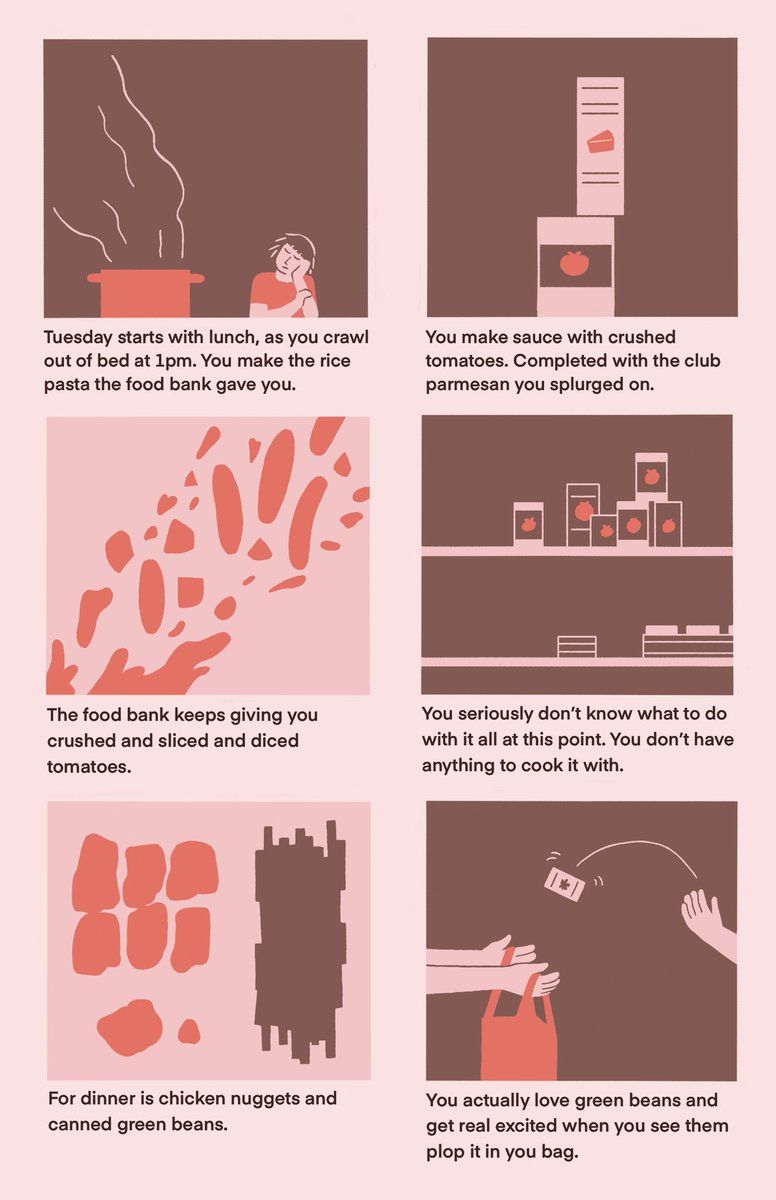 Tuesday starts with lunch, as you crawl
out of bed at 1pm. You make the rice
pasta the food bank gave you.
You make sauce with crushed
tomatoes. Completed with the club
parmesan you splurged on.
The food bank keeps giving you
crushed and sliced and diced
tomatoes.
You seriously don’t know what to do
with it all at this point. You don’t have
anything to cook it with.
For dinner is chicken nuggets and
canned green beans.
You actually love green beans and
get real excited when you see them
plop it in you bag.